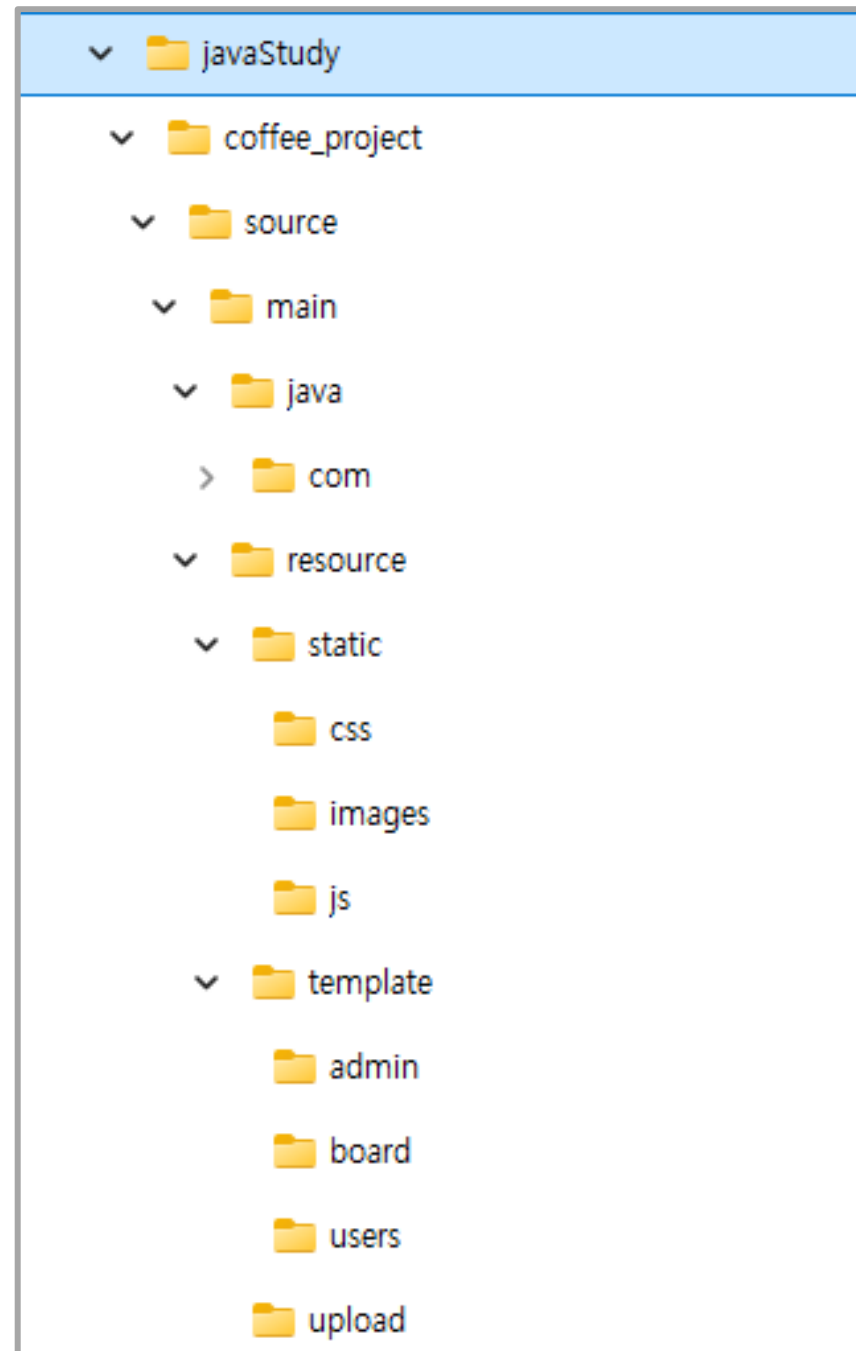 javaStudy
coffee_project
source
main
java
com
resource
static
css
images
js
template
admin
board
users
upload